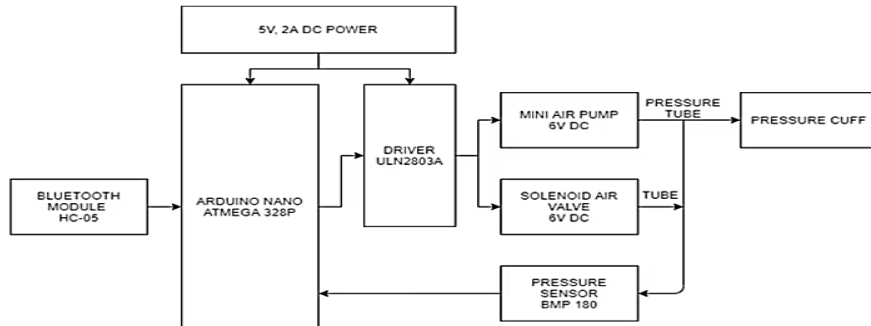 5V, 2A DC POWER
MINI AIR PUMP
6V DC
PRESSURE
TUBE
PRESSURE CUFF
DRIVER
ULN2803A
BLUETOOTH
MODULE
HC-05
ARDUINO NANO
ATMEGA 328P
SOLENOID AIR
VALVE
6V DC
TUBE
PRESSURE
SENSOR
BMP 180